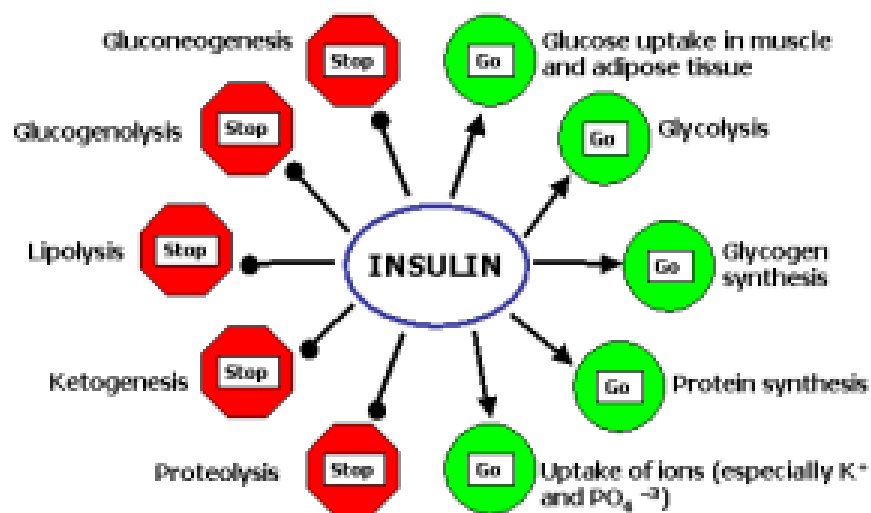 Gluconeogenesis
Stop
Go
Glucose uptake in muscle
and adipose tissue
Glucogenolysis
Stop
Go
Glycolysis
Lipolysis
Stop
INSULIN
Go
Glycogen
synthesis
Ketogenesis
Stop
Go
Protein synthesis
Proteolysis
Stop
Go
Uptake of ions (especially K⁺
and PO₄ ⁻³)